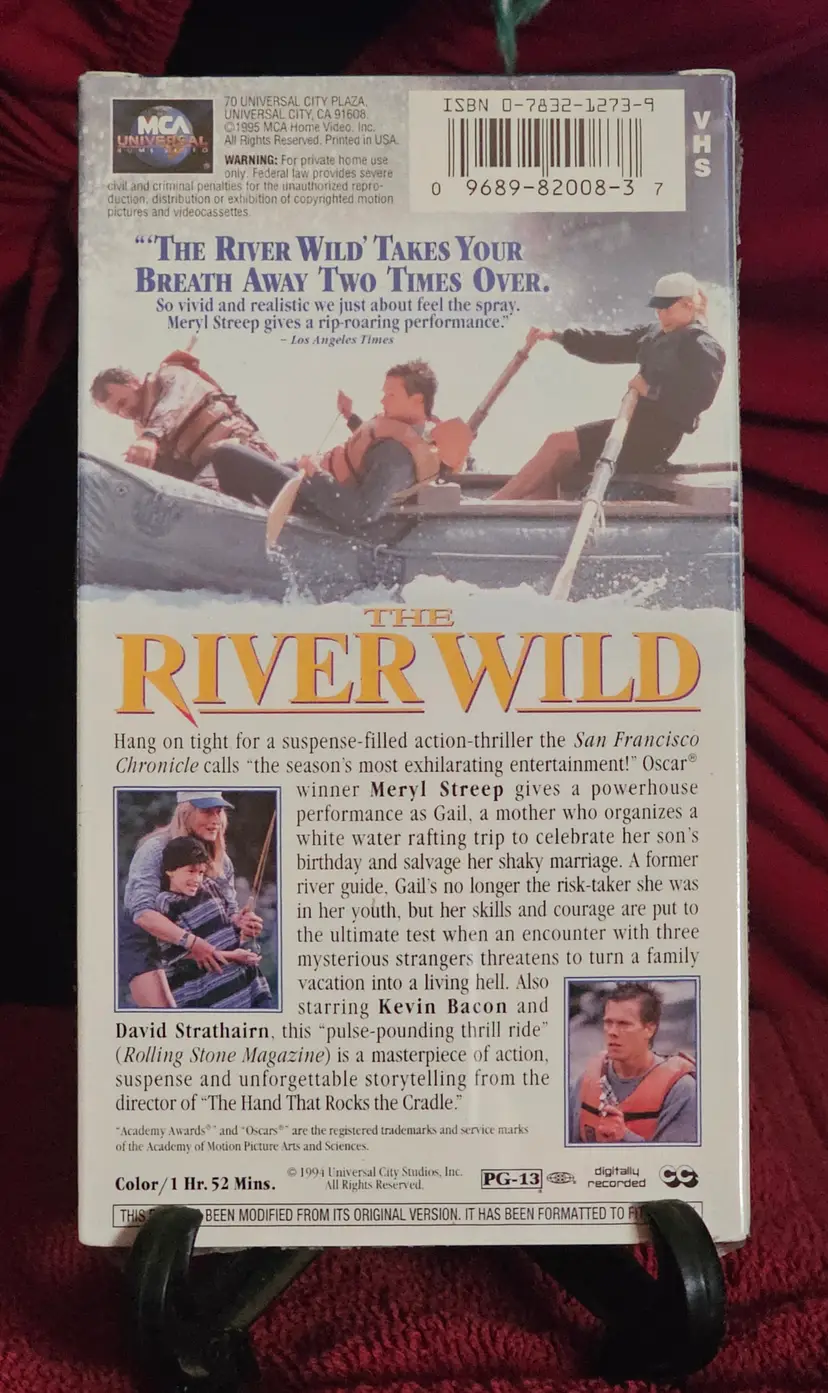 MCA
UNIVERSAL
HOME VIDEO
70 UNIVERSAL CITY PLAZA,
UNIVERSAL CITY, CA 91608.
©1995 MCA Home Video, Inc.
All Rights Reserved. Printed in USA.
WARNING: For private home use
only. Federal law provides severe
civil and criminal penalties for the unauthorized repro-
duction, distribution or exhibition of copyrighted motion
pictures and videocassettes.
ISBN 0-7832-1273-9
0 9689-82008-3 7
VHS
“‘THE RIVER WILD’ TAKES YOUR
BREATH AWAY TWO TIMES OVER.
So vivid and realistic we just about feel the spray.
Meryl Streep gives a rip-roaring performance.”
– Los Angeles Times
THE
RIVER WILD
Hang on tight for a suspense-filled action-thriller the San Francisco
Chronicle calls “the season's most exhilarating entertainment!” Oscar®
winner Meryl Streep gives a powerhouse
performance as Gail, a mother who organizes a
white water rafting trip to celebrate her son's
birthday and salvage her shaky marriage. A former
river guide, Gail's no longer the risk-taker she was
in her youth, but her skills and courage are put to
the ultimate test when an encounter with three
mysterious strangers threatens to turn a family
vacation into a living hell. Also
starring Kevin Bacon and
David Strathairn, this “pulse-pounding thrill ride”
(Rolling Stone Magazine) is a masterpiece of action,
suspense and unforgettable storytelling from the
director of “The Hand That Rocks the Cradle.”
“Academy Awards®” and “Oscars®” are the registered trademarks and service marks
of the Academy of Motion Picture Arts and Sciences.
Color/1 Hr. 52 Mins.
© 1994 Universal City Studios, Inc.
All Rights Reserved.
PG-13
digitally
recorded
CC
THIS BEEN MODIFIED FROM ITS ORIGINAL VERSION. IT HAS BEEN FORMATTED TO